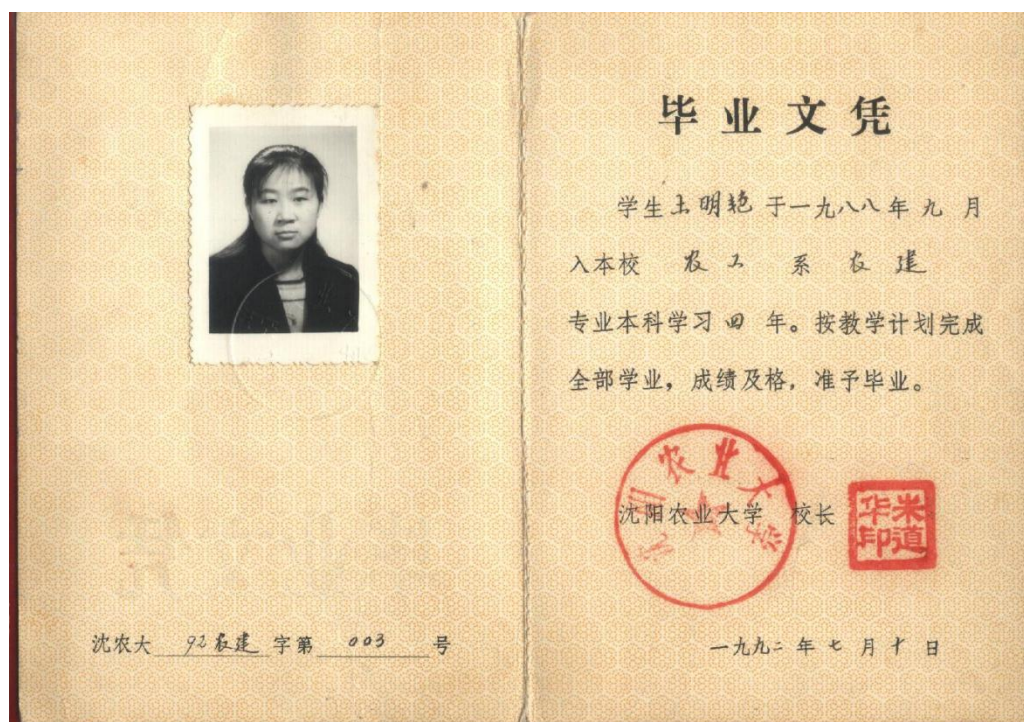 毕业文凭
学生王明艳于一九八八年九月
入本校 农工 系 农建
专业本科学习四年。按教学计划完成
全部学业，成绩及格，准予毕业。
沈阳农业大学
沈阳农业大学 校长
朱道华印
一九九二年七月十日
沈农大 92农建 字第 003 号